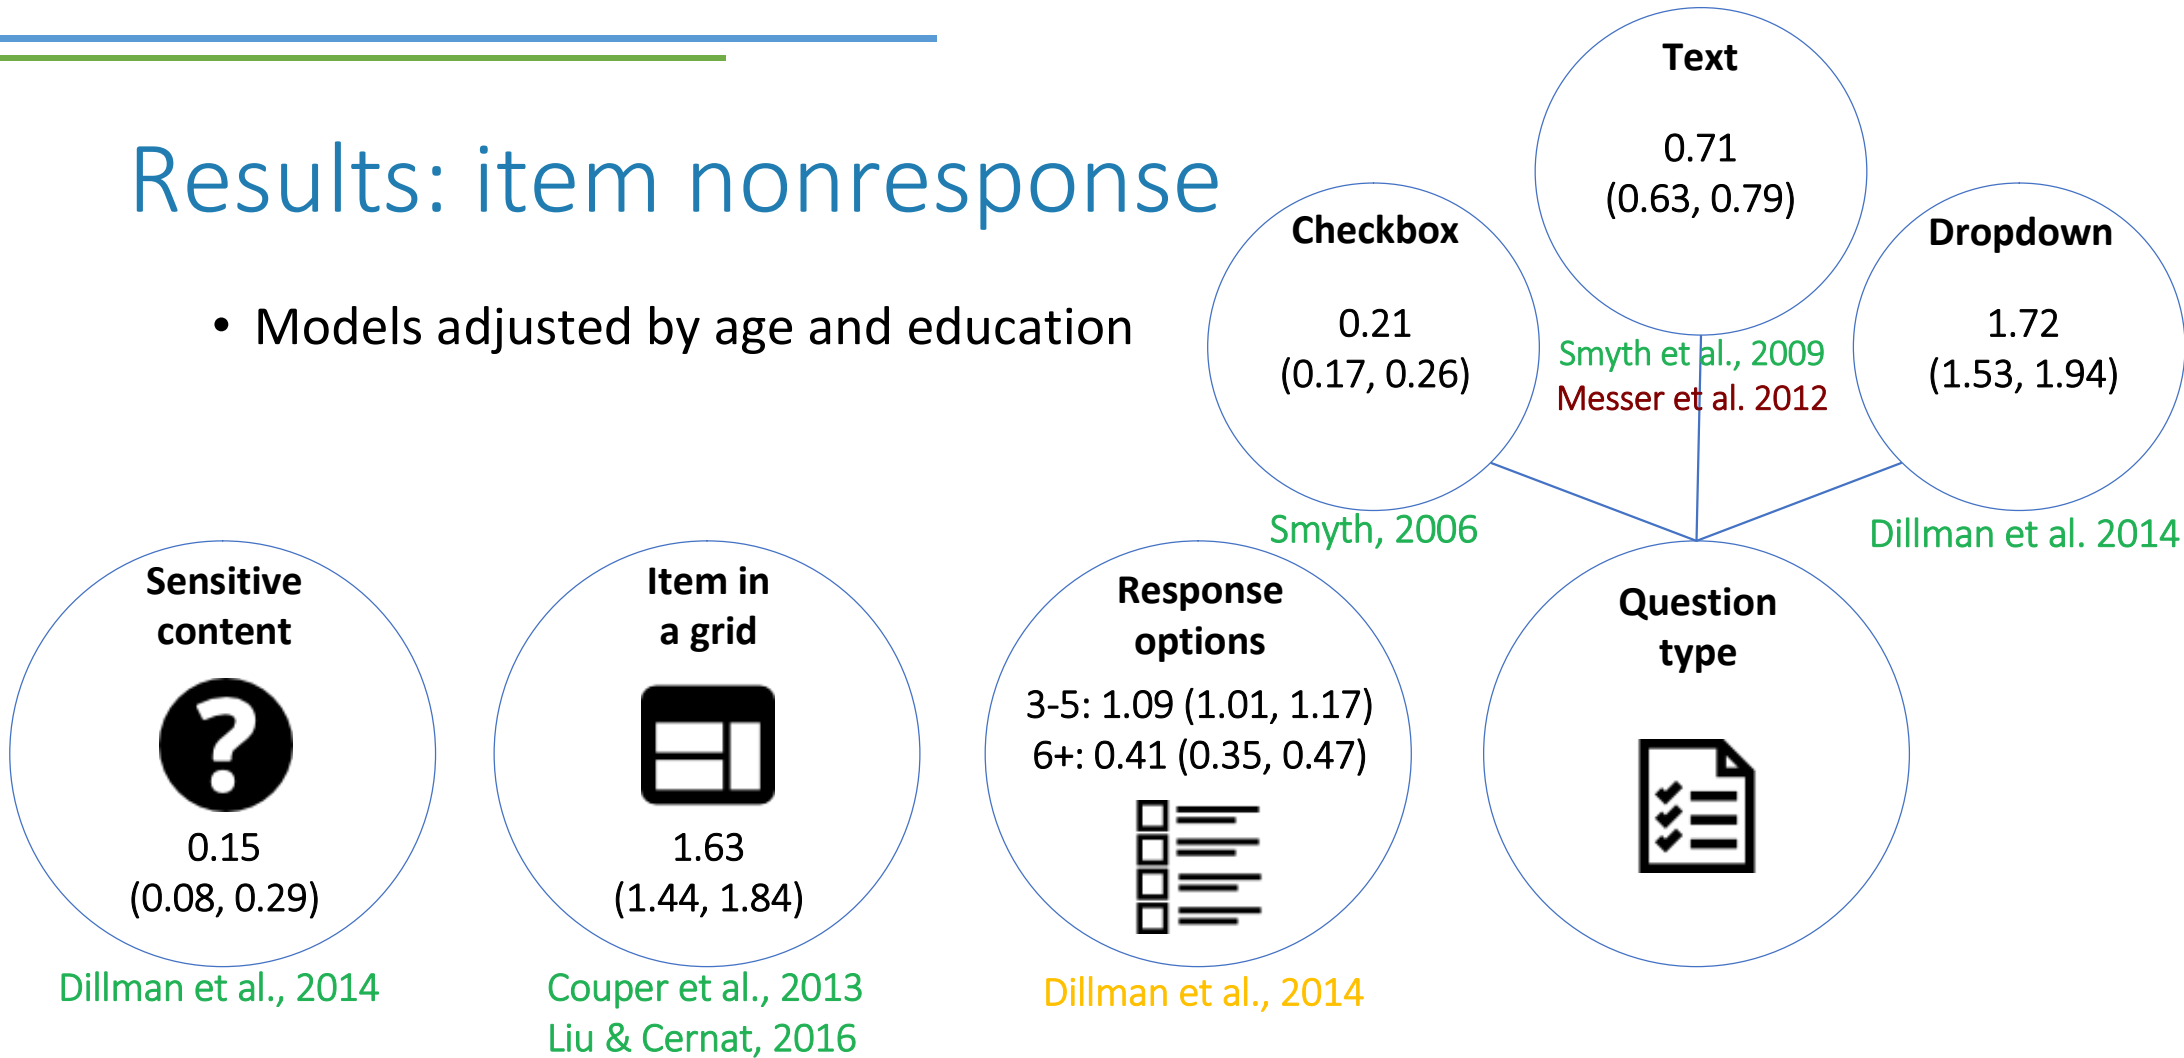 Results: item nonresponse
• Models adjusted by age and education
Text
0.71
(0.63, 0.79)
Smyth et al., 2009
Messer et al. 2012
Checkbox
0.21
(0.17, 0.26)
Smyth, 2006
Dropdown
1.72
(1.53, 1.94)
Dillman et al. 2014
Sensitive
content
?
0.15
(0.08, 0.29)
Dillman et al., 2014
Item in
a grid
1.63
(1.44, 1.84)
Couper et al., 2013
Liu & Cernat, 2016
Response
options
3-5: 1.09 (1.01, 1.17)
6+: 0.41 (0.35, 0.47)
Dillman et al., 2014
Question
type